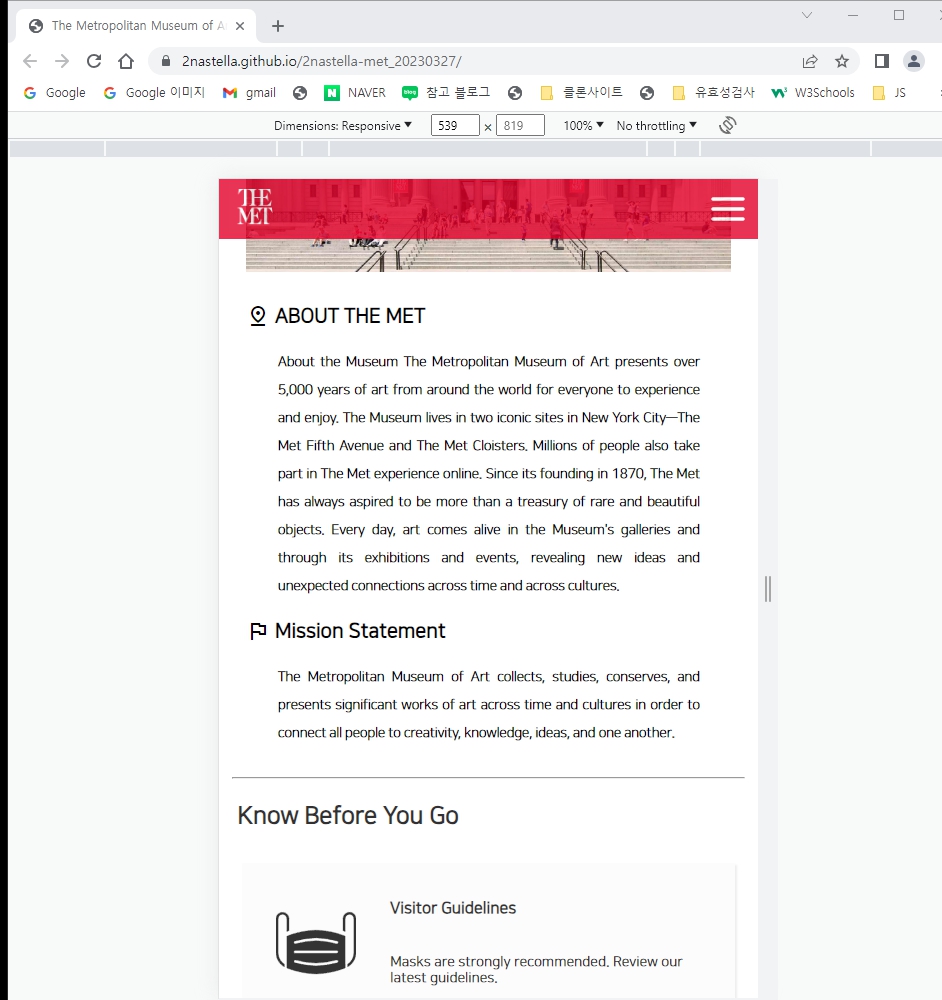 The Metropolitan Museum of A
2nastella.github.io/2nastella-met_20230327/
Google
Google 이미지
gmail
NAVER
blog
참고 블로그
클론사이트
유효성검사
W3Schools
JS
Dimensions: Responsive
539
×
819
100%
No throttling
THE
MET
ABOUT THE MET
About the Museum The Metropolitan Museum of Art presents over
5,000 years of art from around the world for everyone to experience
and enjoy. The Museum lives in two iconic sites in New York City—The
Met Fifth Avenue and The Met Cloisters. Millions of people also take
part in The Met experience online. Since its founding in 1870, The Met
has always aspired to be more than a treasury of rare and beautiful
objects. Every day, art comes alive in the Museum's galleries and
through its exhibitions and events, revealing new ideas and
unexpected connections across time and across cultures.
Mission Statement
The Metropolitan Museum of Art collects, studies, conserves, and
presents significant works of art across time and cultures in order to
connect all people to creativity, knowledge, ideas, and one another.
Know Before You Go
Visitor Guidelines
Masks are strongly recommended. Review our
latest guidelines.